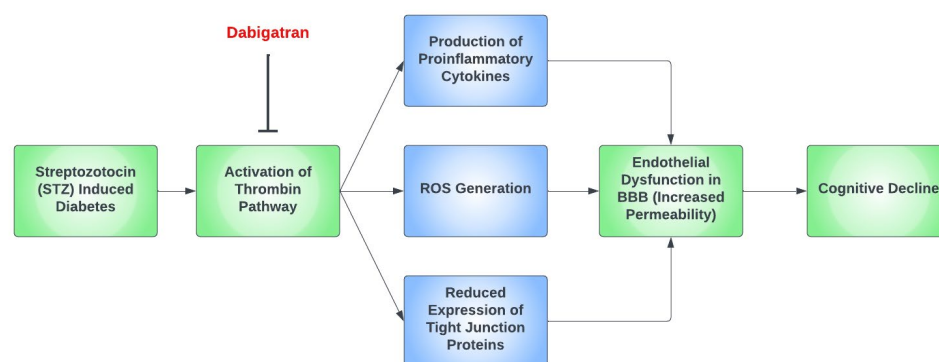 Dabigatran
Production of
Proinflammatory
Cytokines
Streptozotocin
(STZ) Induced
Diabetes
Activation of
Thrombin
Pathway
ROS Generation
Endothelial
Dysfunction in
BBB (Increased
Permeability)
Cognitive Decline
Reduced
Expression of
Tight Junction
Proteins